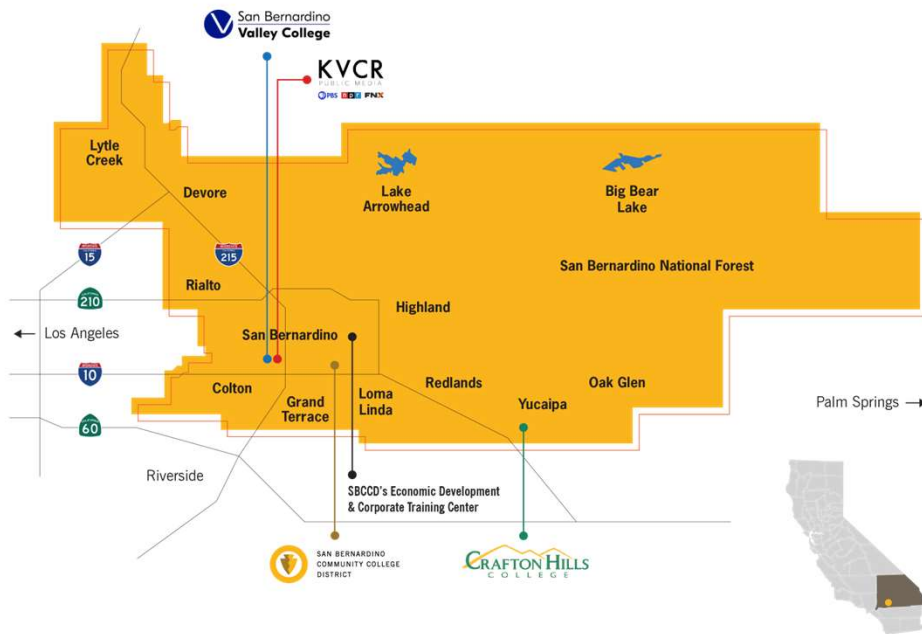 San Bernardino
Valley College
KVCR
PUBLIC MEDIA
PBS npr FNX
Lytle
Creek
Devore
Lake
Arrowhead
Big Bear
Lake
15
215
San Bernardino National Forest
Rialto
210
Highland
Los Angeles
San Bernardino
10
Colton
Grand
Terrace
Loma
Linda
Redlands
Oak Glen
Yucaipa
Palm Springs
60
Riverside
SBCCD's Economic Development
& Corporate Training Center
SAN BERNARDINO
COMMUNITY COLLEGE
DISTRICT
CRAFTON HILLS
COLLEGE